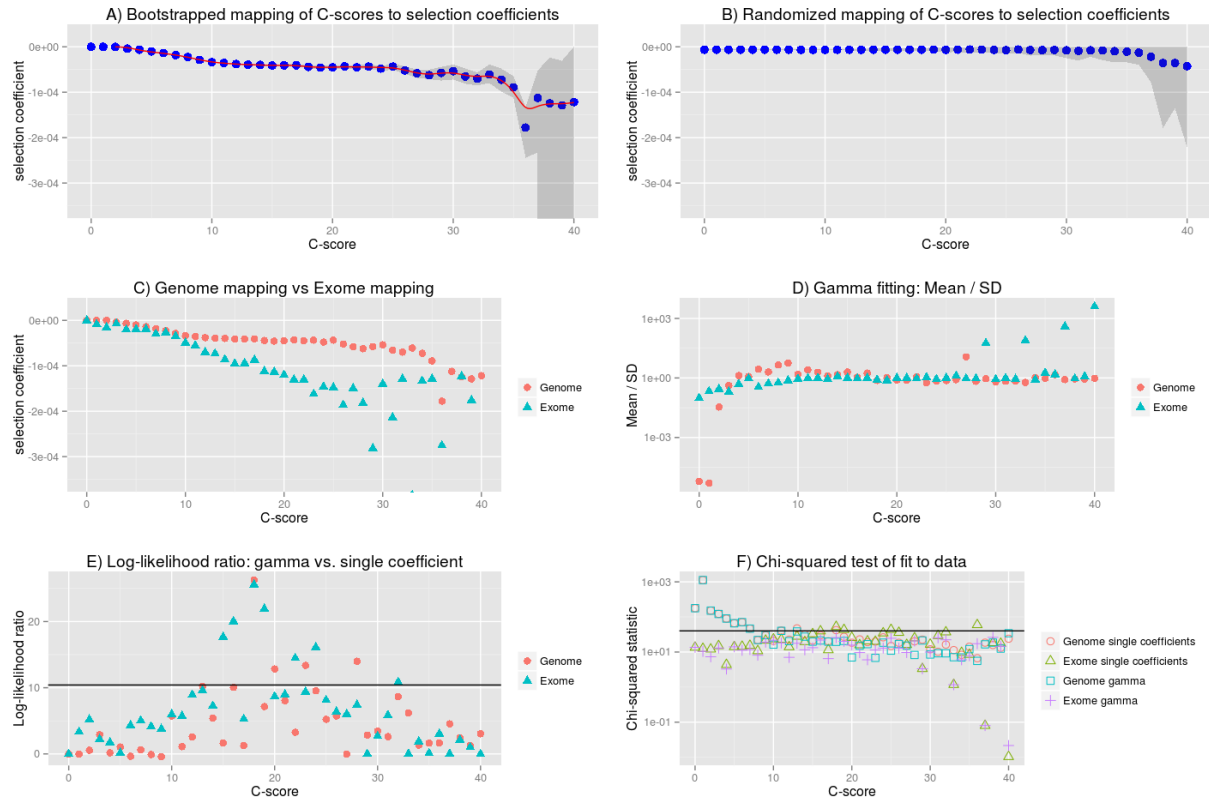 A) Bootstrapped mapping of C-scores to selection coefficients
selection coefficient
0e+00
-1e-04
-2e-04
-3e-04
0
10
20
30
40
C-score
B) Randomized mapping of C-scores to selection coefficients
selection coefficient
0e+00
-1e-04
-2e-04
-3e-04
0
10
20
30
40
C-score
C) Genome mapping vs Exome mapping
selection coefficient
0e+00
-1e-04
-2e-04
-3e-04
0
10
20
30
40
C-score
Genome
Exome
D) Gamma fitting: Mean / SD
Mean / SD
1e+03
1e+00
1e-03
0
10
20
30
40
C-score
Genome
Exome
E) Log-likelihood ratio: gamma vs. single coefficient
Log-likelihood ratio
20
10
0
0
10
20
30
40
C-score
Genome
Exome
F) Chi-squared test of fit to data
Chi-squared statistic
1e+03
1e+01
1e-01
0
10
20
30
40
C-score
Genome single coefficients
Exome single coefficients
Genome gamma
Exome gamma